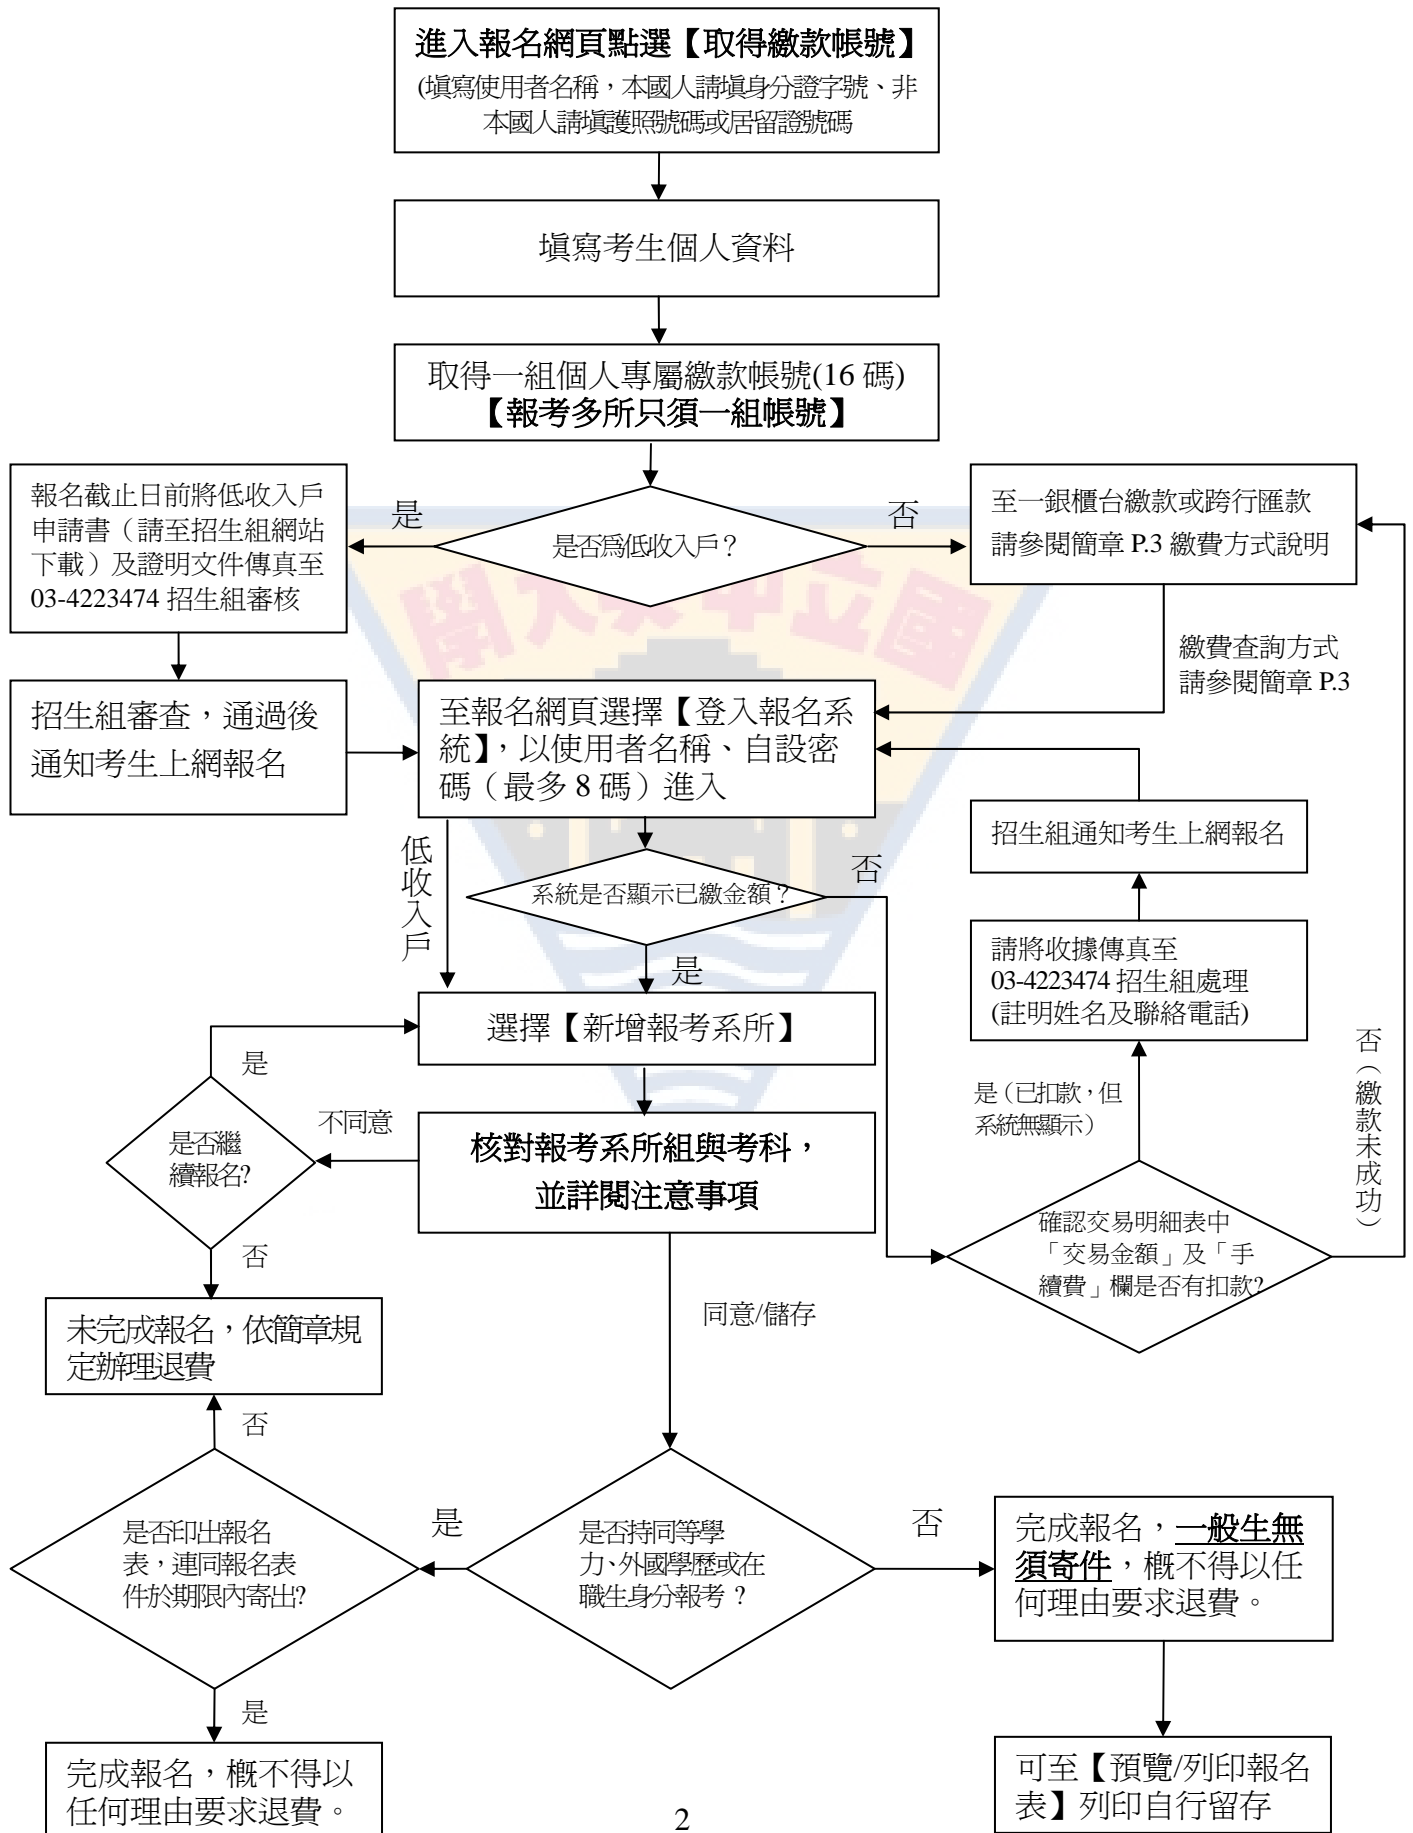 進入報名網頁點選【取得繳款帳號】
(填寫使用者名稱，本國人請填身分證字號、非
本國人請填護照號碼或居留證號碼
填寫考生個人資料
取得一組個人專屬繳款帳號(16 碼)
【報考多所只須一組帳號】
報名截止日前將低收入戶
申請書（請至招生組網站
下載）及證明文件傳真至
03-4223474 招生組審核
是
是否為低收入戶？
否
至一銀櫃台繳款或跨行匯款
請參閱簡章 P.3 繳費方式說明
國立中央大學
繳費查詢方式
請參閱簡章 P.3
招生組審查，通過後
通知考生上網報名
至報名網頁選擇【登入報名系
統】，以使用者名稱、自設密
碼（最多 8 碼）進入
招生組通知考生上網報名
低收入戶
系統是否顯示已繳金額？
否
是
請將收據傳真至
03-4223474 招生組處理
(註明姓名及聯絡電話)
選擇【新增報考系所】
是
是（已扣款，但
系統無顯示）
否（繳款未成功）
不同意
是否繼
續報名?
核對報考系所組與考科，
並詳閱注意事項
確認交易明細表中
「交易金額」及「手
續費」欄是否有扣款?
否
未完成報名，依簡章規
定辦理退費
同意/儲存
否
是否印出報名
表，連同報名表
件於期限內寄出?
是
是否持同等學
力、外國學歷或在
職生身分報考？
否
完成報名，一般生無
須寄件，概不得以任
何理由要求退費。
是
完成報名，概不得以
任何理由要求退費。
可至【預覽/列印報名
表】列印自行留存
2